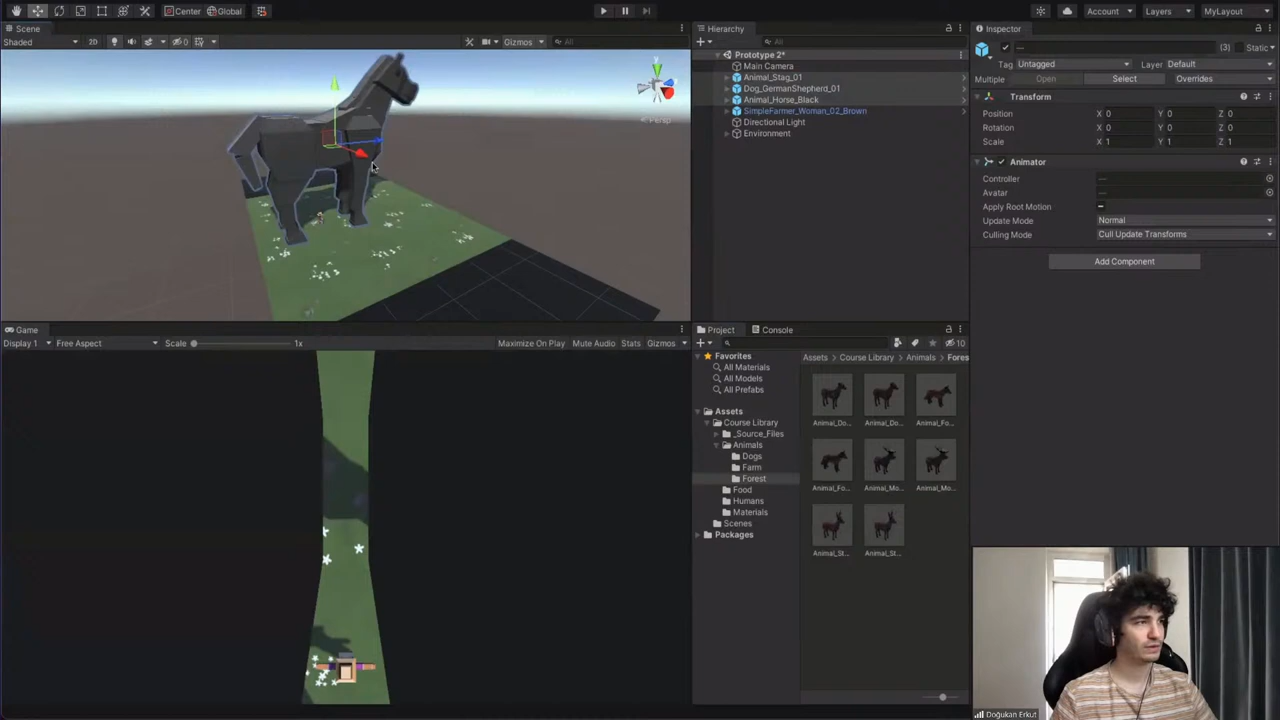 Center Global
Account Layers MyLayout
Scene
Shaded 2D 0 Gizmos All
y
< Persp
Hierarchy
All
Prototype 2*
Main Camera
Animal_Stag_01
Dog_GermanShepherd_01
Animal_Horse_Black
SimpleFarmer_Woman_02_Brown
Directional Light
Environment
Inspector
— (3) Static
Tag Untagged Layer Default
Multiple Open Select Overrides
Transform
Position X 0 Y 0 Z 0
Rotation X 0 Y 0 Z 0
Scale X 1 Y 1 Z 1
Animator
Controller —
Avatar —
Apply Root Motion
Update Mode Normal
Culling Mode Cull Update Transforms
Add Component
Game
Display 1 Free Aspect Scale 1x Maximize On Play Mute Audio Stats Gizmos
Project Console
10
Favorites
All Materials
All Models
All Prefabs
Assets
Course Library
_Source_Files
Animals
Dogs
Farm
Forest
Food
Humans
Materials
Scenes
Packages
Assets Course Library Animals Fores
Animal_Do... Animal_Do... Animal_Fo...
Animal_Fo... Animal_Mo... Animal_Mo...
Animal_St... Animal_St...
Doğukan Erkut